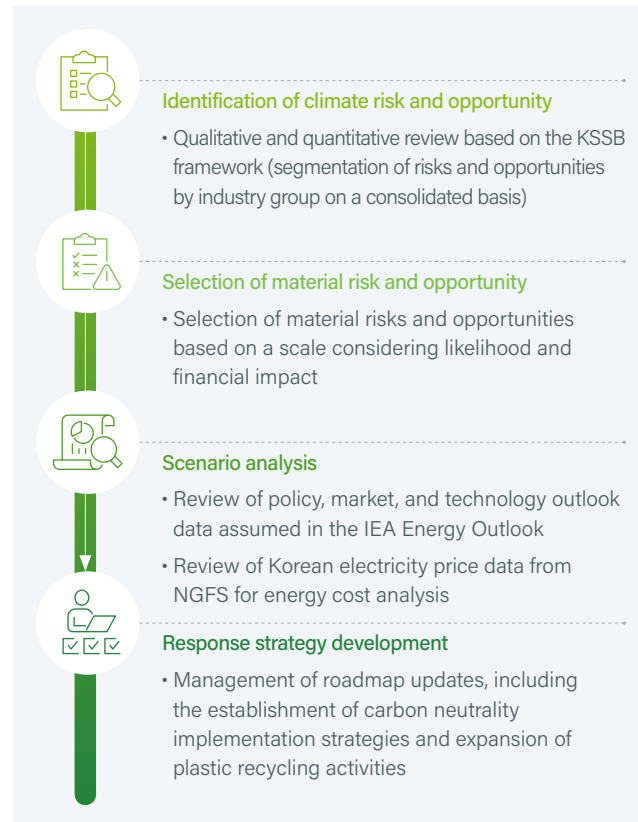 Identification of climate risk and opportunity
• Qualitative and quantitative review based on the KSSB
framework (segmentation of risks and opportunities
by industry group on a consolidated basis)
Selection of material risk and opportunity
• Selection of material risks and opportunities
based on a scale considering likelihood and
financial impact
Scenario analysis
• Review of policy, market, and technology outlook
data assumed in the IEA Energy Outlook
• Review of Korean electricity price data from
NGFS for energy cost analysis
Response strategy development
• Management of roadmap updates, including
the establishment of carbon neutrality
implementation strategies and expansion of
plastic recycling activities